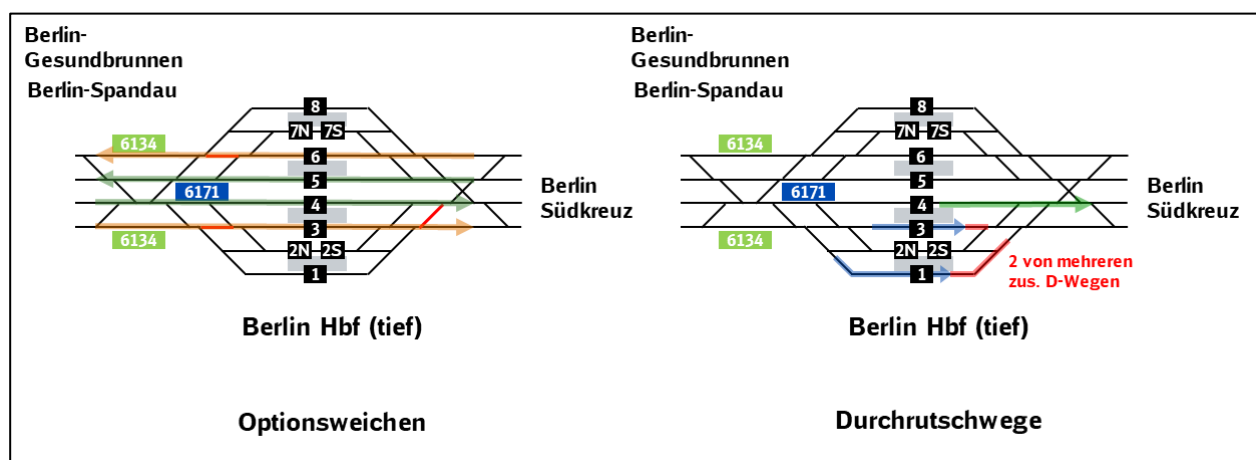 Berlin-
Gesundbrunnen
Berlin-Spandau
8
7N 7S
6134
6
5
6171
4
3
6134
2N 2S
1
Berlin
Südkreuz
Berlin Hbf (tief)
Optionsweichen
Berlin-
Gesundbrunnen
Berlin-Spandau
8
7N 7S
6134
6
5
6171
4
3
6134
2N 2S
1
Berlin
Südkreuz
2 von mehreren
zus. D-Wegen
Berlin Hbf (tief)
Durchrutschwege